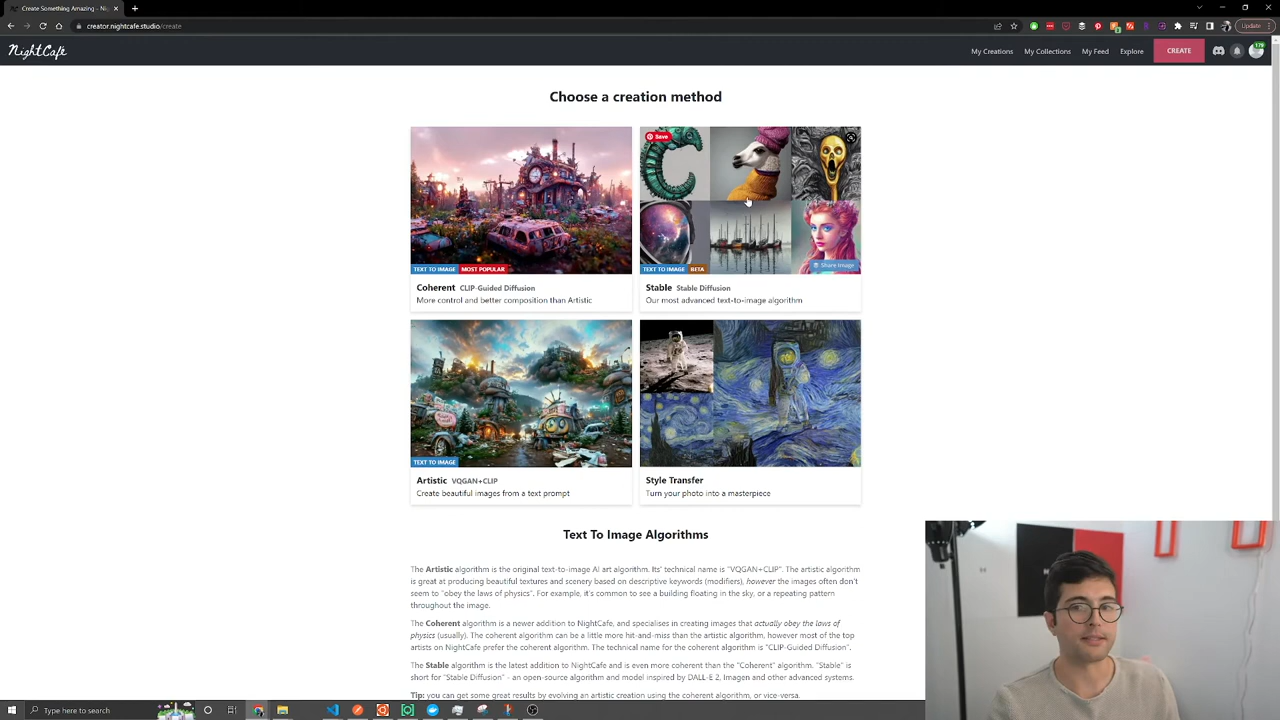 Create Something Amazing - Ni
creator.nightcafe.studio/create
Update
NightCafe
My Creations
My Collections
My Feed
Explore
CREATE
179
Choose a creation method
Save
TEXT TO IMAGE
MOST POPULAR
TEXT TO IMAGE
BETA
Share Image
Coherent CLIP-Guided Diffusion
More control and better composition than Artistic
Stable Stable Diffusion
Our most advanced text-to-image algorithm
TEXT TO IMAGE
Artistic VQGAN+CLIP
Create beautiful images from a text prompt
Style Transfer
Turn your photo into a masterpiece
Text To Image Algorithms
The Artistic algorithm is the original text-to-image AI art algorithm. Its' technical name is "VQGAN+CLIP". The artistic algorithm
is great at producing beautiful textures and scenery based on descriptive keywords (modifiers), however the images often don't
seem to "obey the laws of physics". For example, it's common to see a building floating in the sky, or a repeating pattern
throughout the image.
The Coherent algorithm is a newer addition to NightCafe, and specialises in creating images that actually obey the laws of
physics (usually). The coherent algorithm can be a little more hit-and-miss than the artistic algorithm, however most of the top
artists on NightCafe prefer the coherent algorithm. The technical name for the coherent algorithm is "CLIP-Guided Diffusion".
The Stable algorithm is the latest addition to NightCafe and is even more coherent than the "Coherent" algorithm. "Stable" is
short for "Stable Diffusion" - an open-source algorithm and model inspired by DALL-E 2, Imagen and other advanced systems.
Tip: you can get some great results by evolving an artistic creation using the coherent algorithm, or vice-versa.
Type here to search